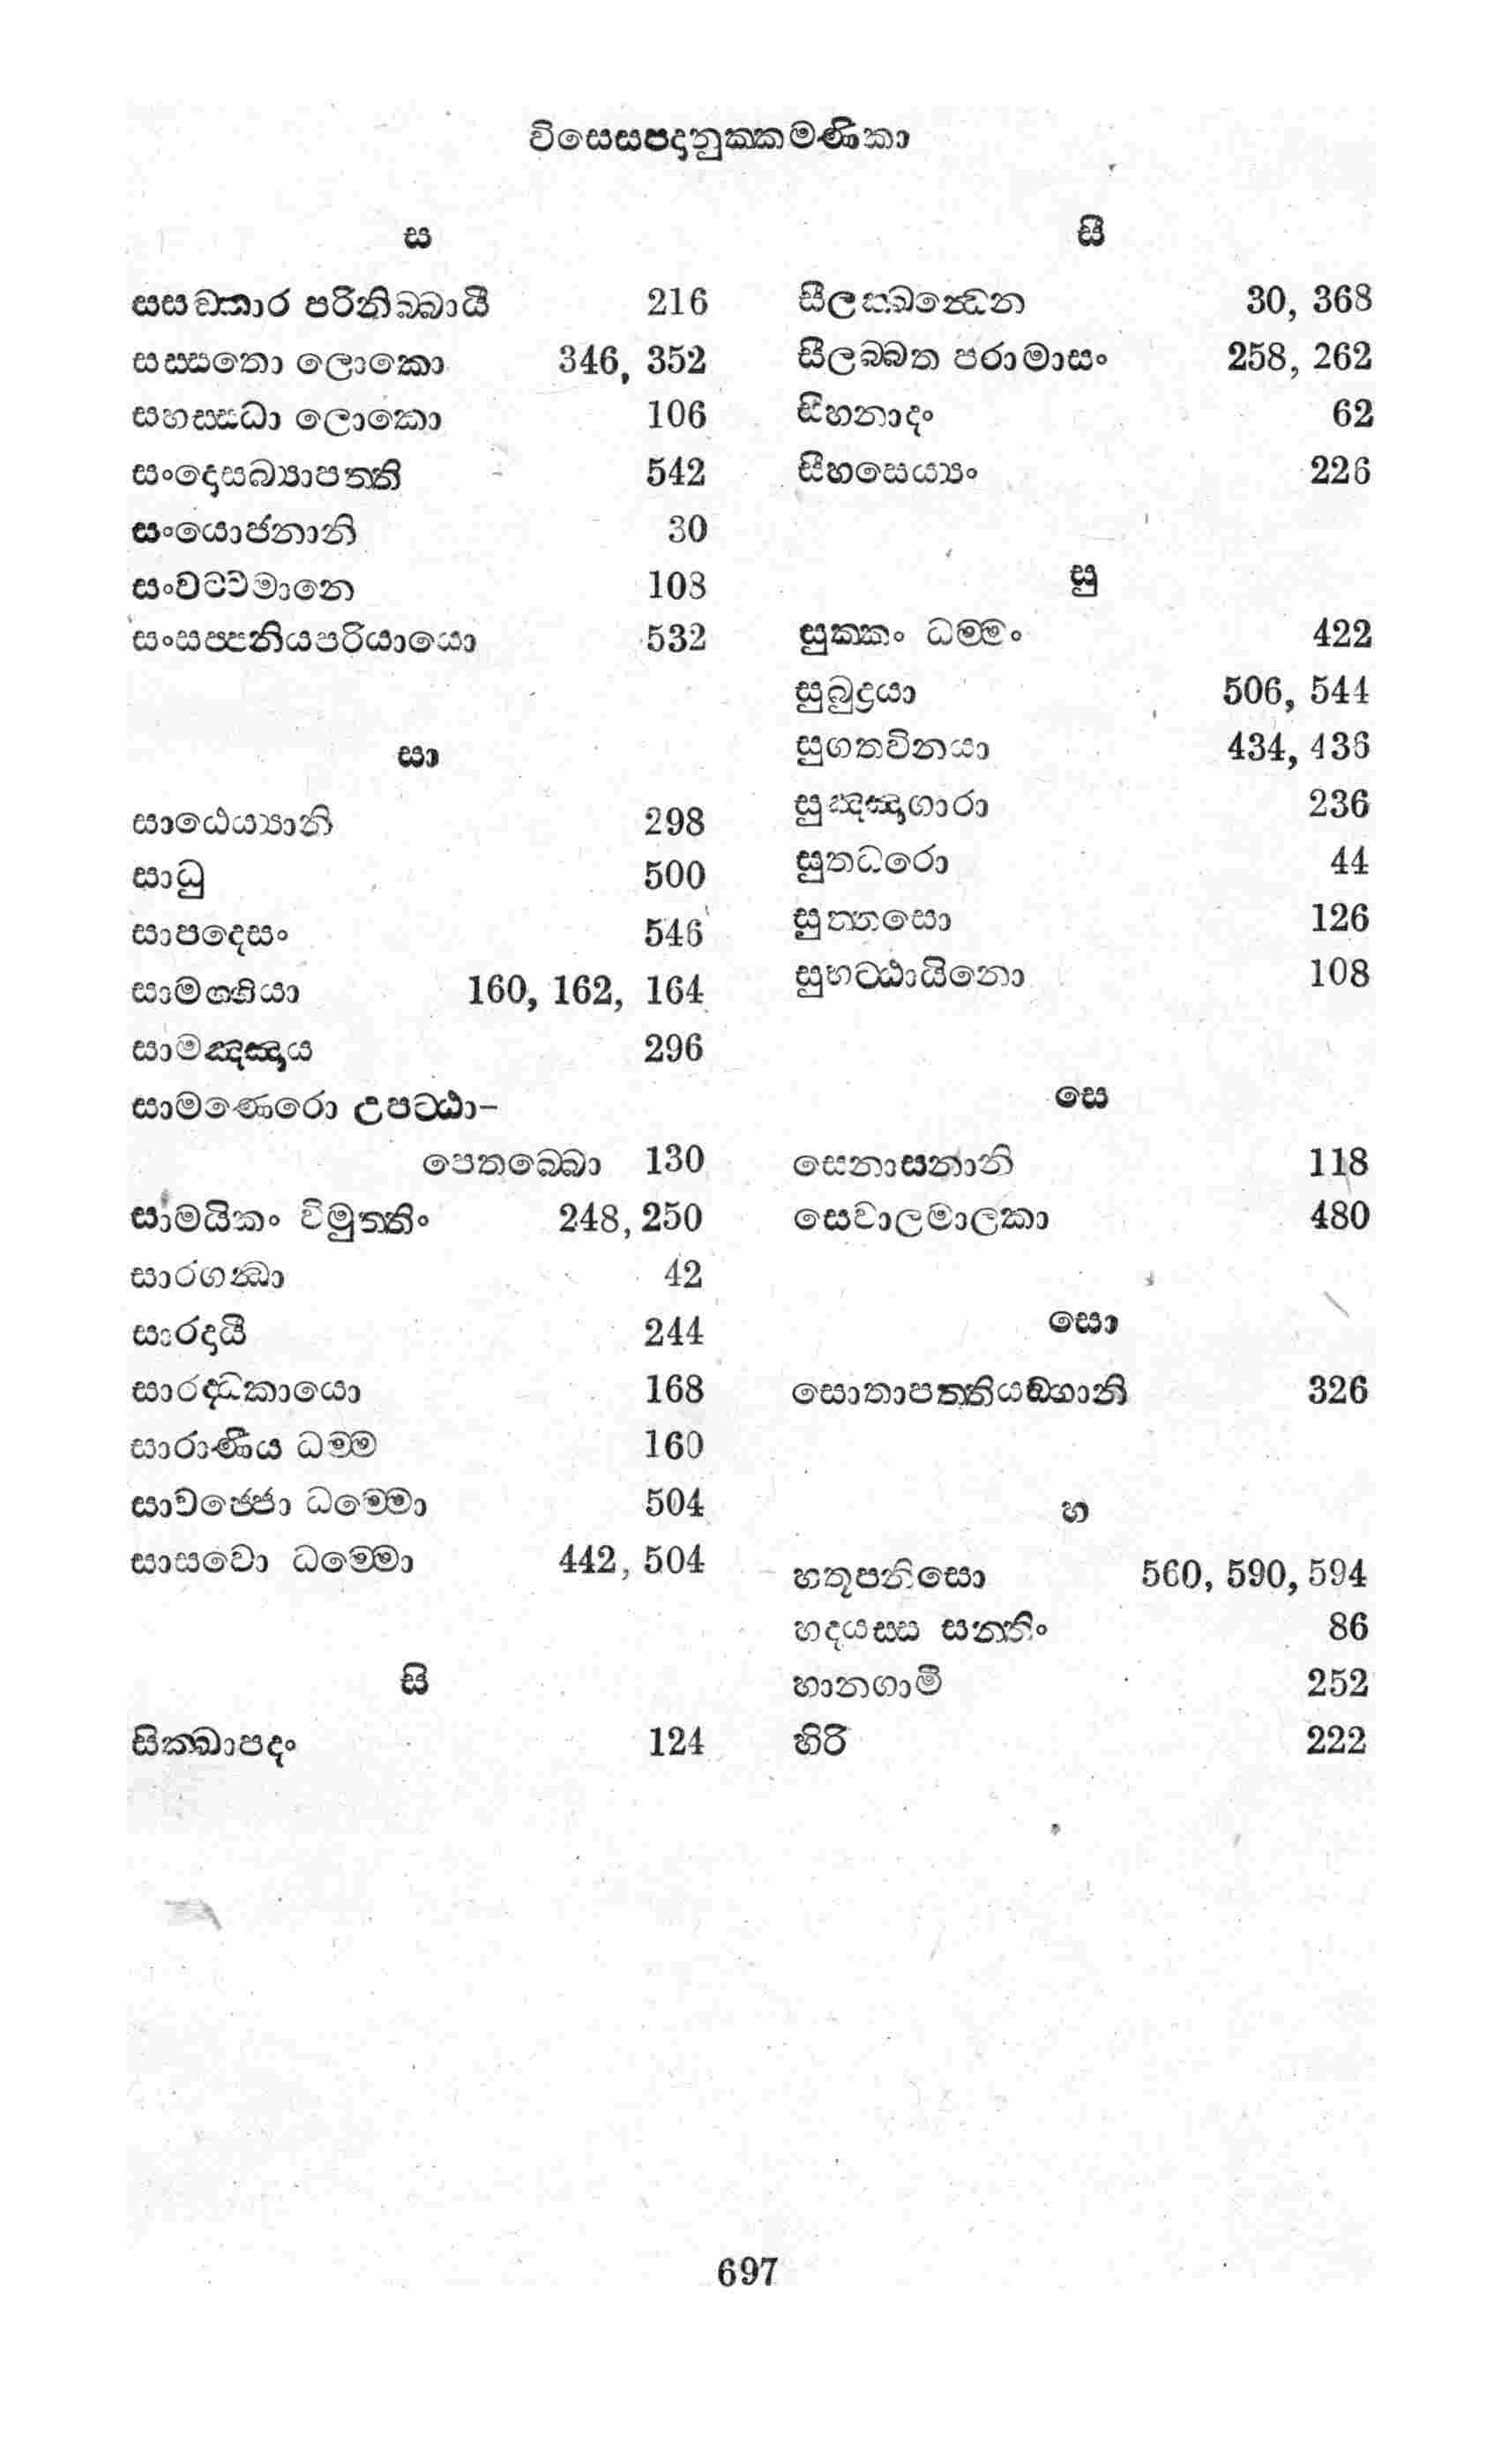 විසෙසපදානුක්කමණිකා
ස
සසඞ්ඛාර පරිනිබ්බායී 216
සස්සතො ලොකො 346, 352
සහස්සධා ලොකො 106
සංදොසබ්‍යාපත්ති 542
සංයොජනානි 30
සංවට්ටමානෙ 108
සංසප්පනියපරියායො 532
සා
සාඨෙය්‍යානි 298
සාධු 500
සාපදෙසං 546
සාමග්ගියා 160, 162, 164
සාමඤ්ඤාය 296
සාමණෙරො උපට්ඨා-
පෙතබ්බො 130
සාමයිකං විමුත්තිං 248, 250
සාරගන්ධා 42
සාරදායී 244
සාරද්ධකායො 168
සාරාණීය ධම්ම 160
සාවජ්ජො ධම්මො 504
සාසවො ධම්මො 442, 504
සි
සික්ඛාපදං 124
සී
සීලක්ඛන්ධෙන 30, 368
සීලබ්බත පරාමාසං 258, 262
සීහනාදං 62
සීහසෙය්‍යං 226
සු
සුක්කං ධම්මං 422
සුබුද්‍රයා 506, 544
සුගතවිනයා 434, 436
සුඤ්ඤාගාරා 236
සුතධරො 44
සුත්තසො 126
සුභට්ඨායිනො 108
සෙ
සෙනාසනානි 118
සෙවාලමාලකා 480
සො
සොතාපත්තියඞ්ගානි 326
හ
හතූපනිසො 560, 590, 594
හදයස්ස සන්තිං 86
හානගාමී 252
හිරි 222
697